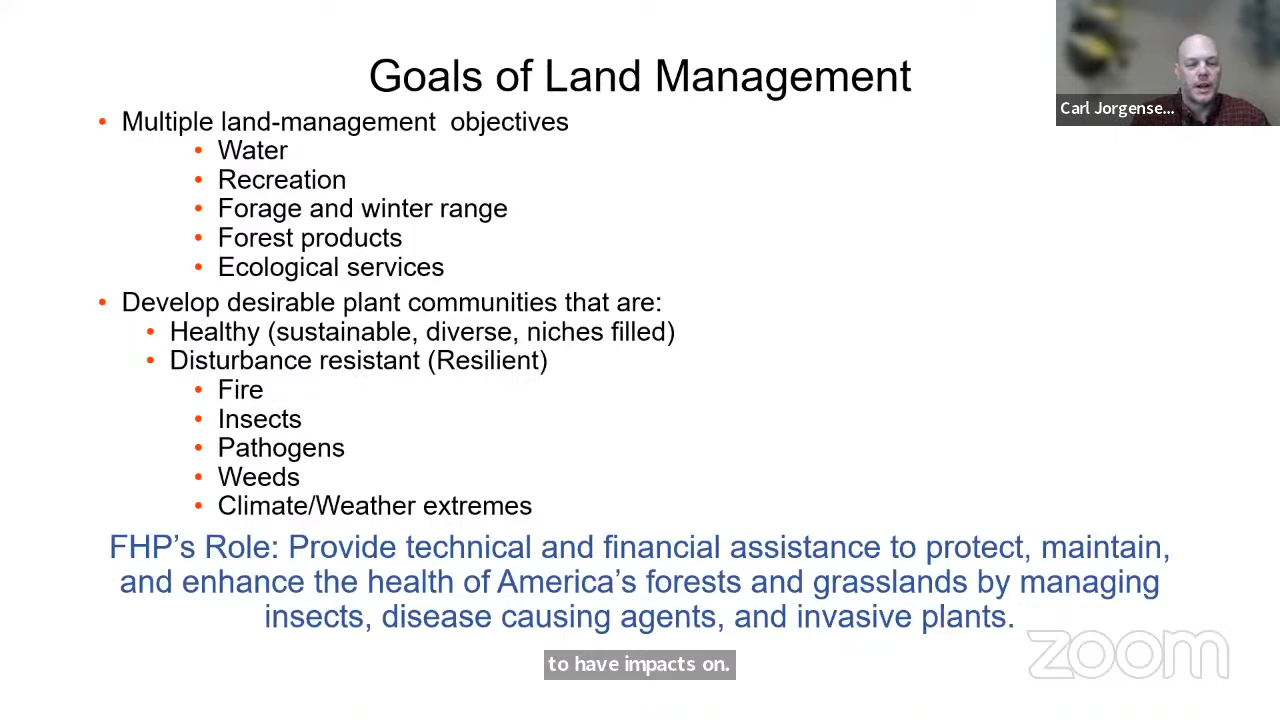 Goals of Land Management
Carl Jorgense...
• Multiple land-management objectives
• Water
• Recreation
• Forage and winter range
• Forest products
• Ecological services
• Develop desirable plant communities that are:
• Healthy (sustainable, diverse, niches filled)
• Disturbance resistant (Resilient)
• Fire
• Insects
• Pathogens
• Weeds
• Climate/Weather extremes
FHP’s Role: Provide technical and financial assistance to protect, maintain,
and enhance the health of America’s forests and grasslands by managing
insects, disease causing agents, and invasive plants.
zoom
to have impacts on.